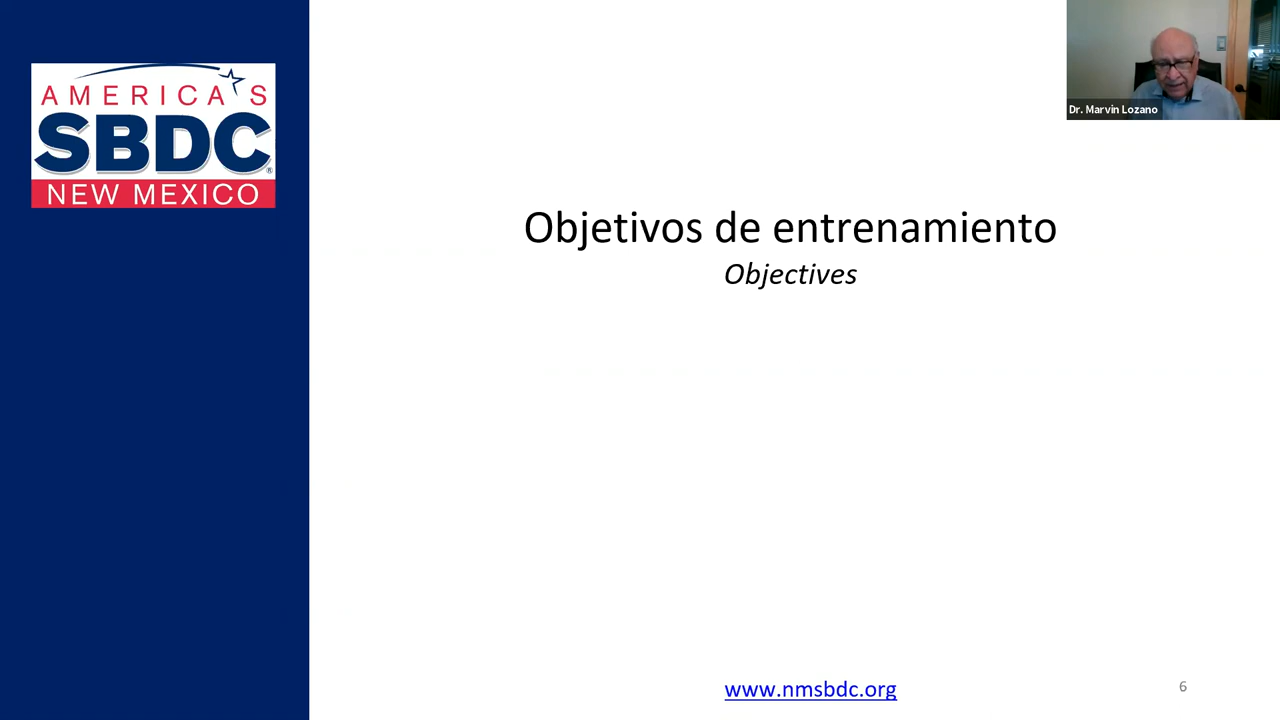 AMERICA'S
SBDC®
NEW MEXICO
Dr. Marvin Lozano
Objetivos de entrenamiento
Objectives
www.nmsbdc.org
6